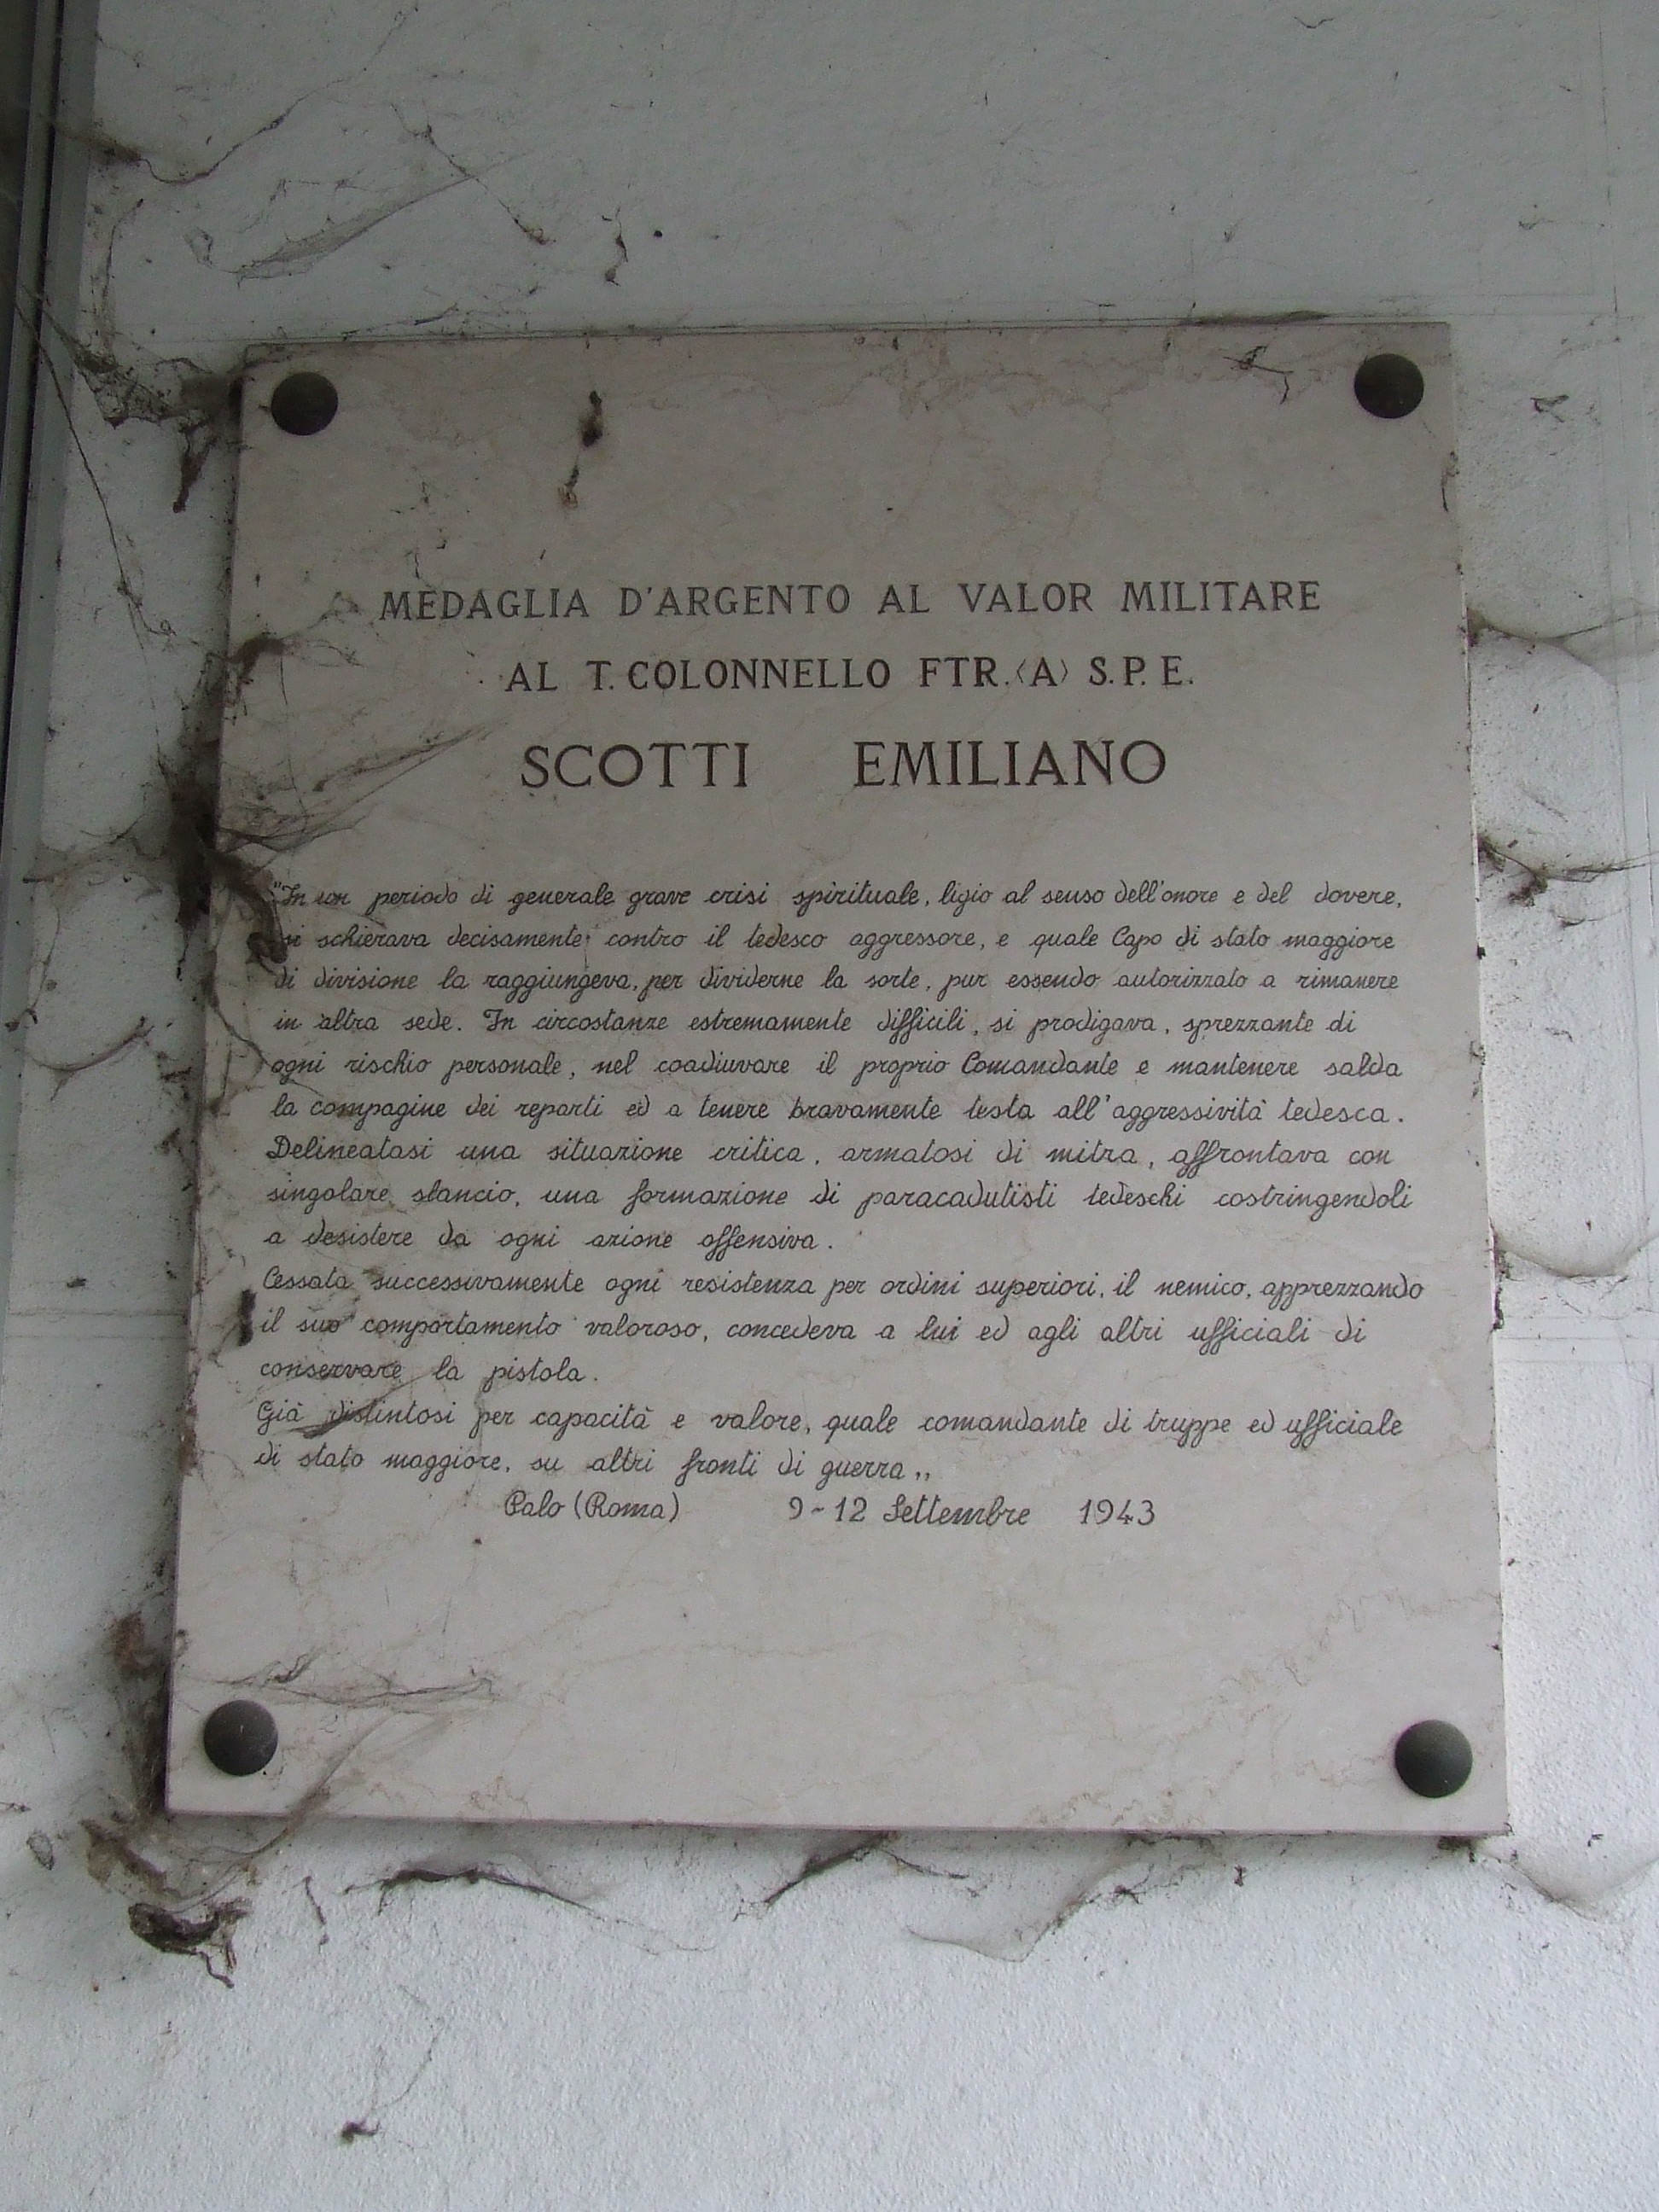 MEDAGLIA D'ARGENTO AL VALOR MILITARE
AL T. COLONNELLO FTR. (A) S.P.E.
SCOTTI EMILIANO
"In un periodo di generale grave crisi spirituale, ligio al senso dell'onore e del dovere,
si schierava decisamente contro il tedesco aggressore, e quale Capo di stato maggiore
di divisione la raggiungeva, per dividerne la sorte, pur essendo autorizzato a rimanere
in altra sede. In circostanze estremamente difficili, si prodigava, sprezzante di
ogni rischio personale, nel coadiuvare il proprio Comandante e mantenere salda
la compagine dei reparti ed a tenere bravamente testa all'aggressività tedesca.
Delineatasi una situazione critica, armatosi di mitra, affrontava con
singolare slancio, una formazione di paracadutisti tedeschi costringendoli
a desistere da ogni azione offensiva.
Cessata successivamente ogni resistenza per ordini superiori, il nemico, apprezzando
il suo comportamento valoroso, concedeva a lui ed agli altri ufficiali di
conservare la pistola.
Già distintosi per capacità e valore, quale comandante di truppe ed ufficiale
di stato maggiore, su altri fronti di guerra,,
Palo (Roma) 9-12 Settembre 1943